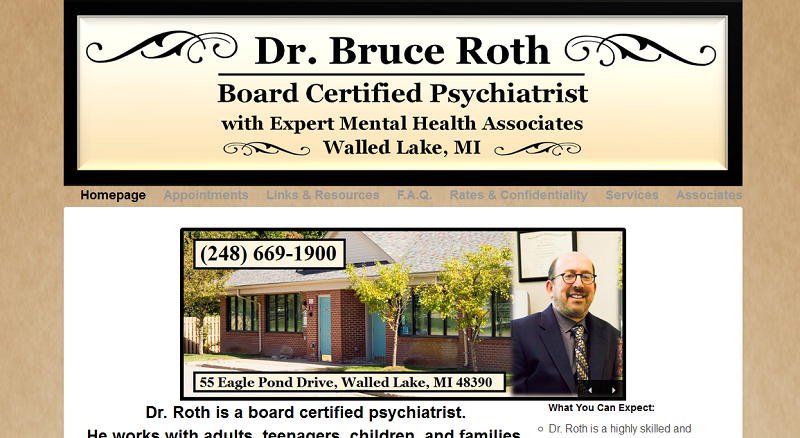 Dr. Bruce Roth
Board Certified Psychiatrist
with Expert Mental Health Associates
Walled Lake, MI
Homepage Appointments Links & Resources F.A.Q. Rates & Confidentiality Services Associates
(248) 669-1900
55 Eagle Pond Drive, Walled Lake, MI 48390
Dr. Roth is a board certified psychiatrist.
He works with adults, teenagers, children, and families
What You Can Expect:
Dr. Roth is a highly skilled and